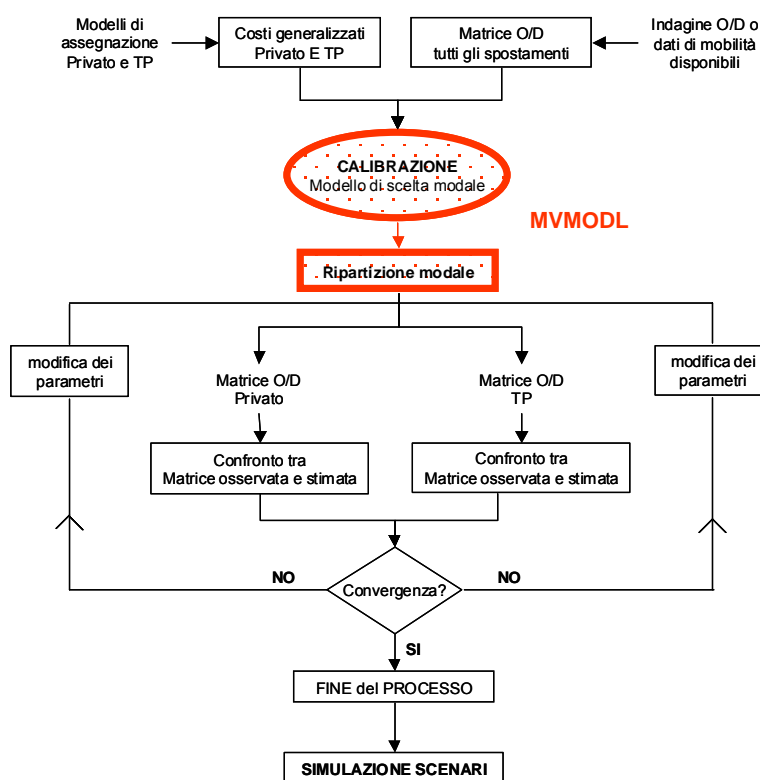 Modelli di
assegnazione
Privato e TP
Costi generalizzati
Privato E TP
Matrice O/D
tutti gli spostamenti
Indagine O/D o
dati di mobilità
disponibili
CALIBRAZIONE
Modello di scelta modale
MVMODL
Ripartizione modale
modifica dei
parametri
Matrice O/D
Privato
Matrice O/D
TP
modifica dei
parametri
Confronto tra
Matrice osservata e stimata
Confronto tra
Matrice osservata e stimata
NO
Convergenza?
NO
SI
FINE del PROCESSO
SIMULAZIONE SCENARI